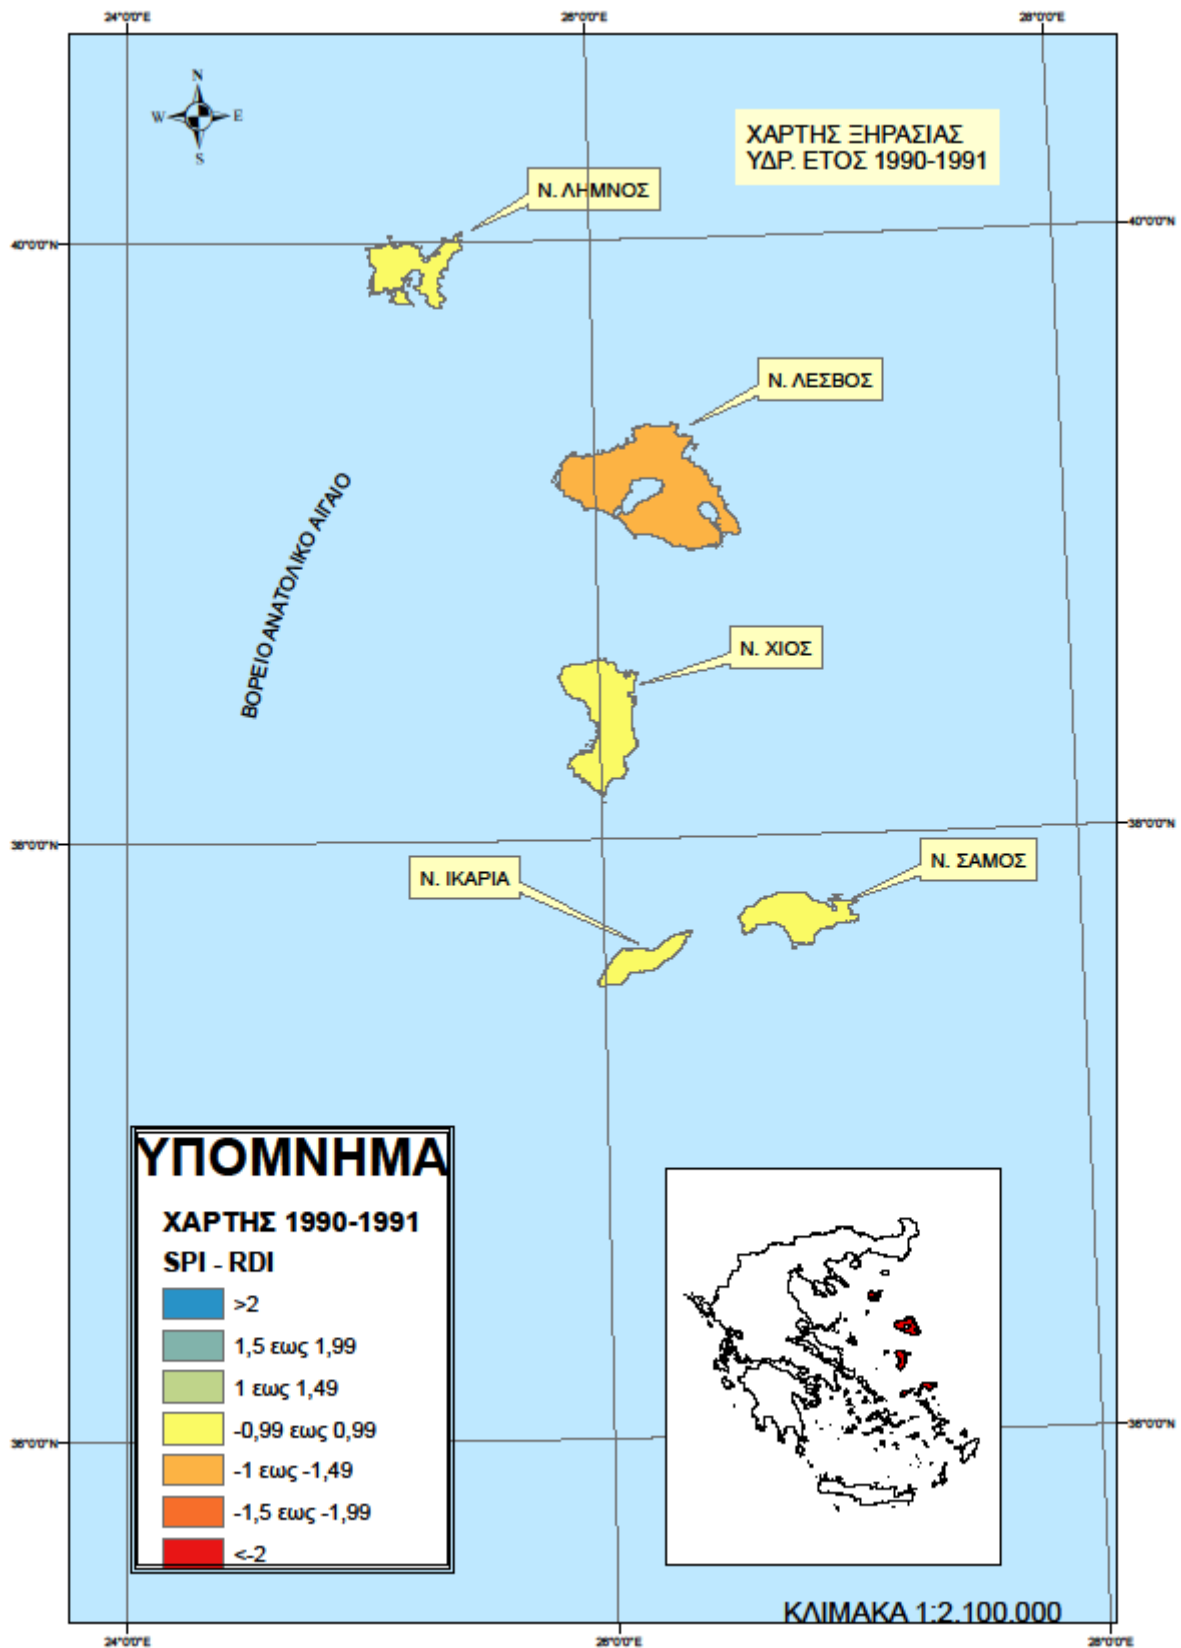 24°0'0"E 26°0'0"E 28°0'0"E
N
W E
S
ΧΑΡΤΗΣ ΞΗΡΑΣΙΑΣ
ΥΔΡ. ΕΤΟΣ 1990-1991
Ν. ΛΗΜΝΟΣ
40°0'0"N 40°0'0"N
Ν. ΛΕΣΒΟΣ
ΒΟΡΕΙΟ ΑΝΑΤΟΛΙΚΟ ΑΙΓΑΙΟ
Ν. ΧΙΟΣ
38°0'0"N 38°0'0"N
Ν. ΙΚΑΡΙΑ
Ν. ΣΑΜΟΣ
ΥΠΟΜΝΗΜΑ
ΧΑΡΤΗΣ 1990-1991
SPI - RDI
>2
1,5 εως 1,99
1 εως 1,49
-0,99 εως 0,99
-1 εως -1,49
-1,5 εως -1,99
<-2
36°0'0"N 36°0'0"N
ΚΛΙΜΑΚΑ 1:2.100.000
24°0'0"E 26°0'0"E 28°0'0"E